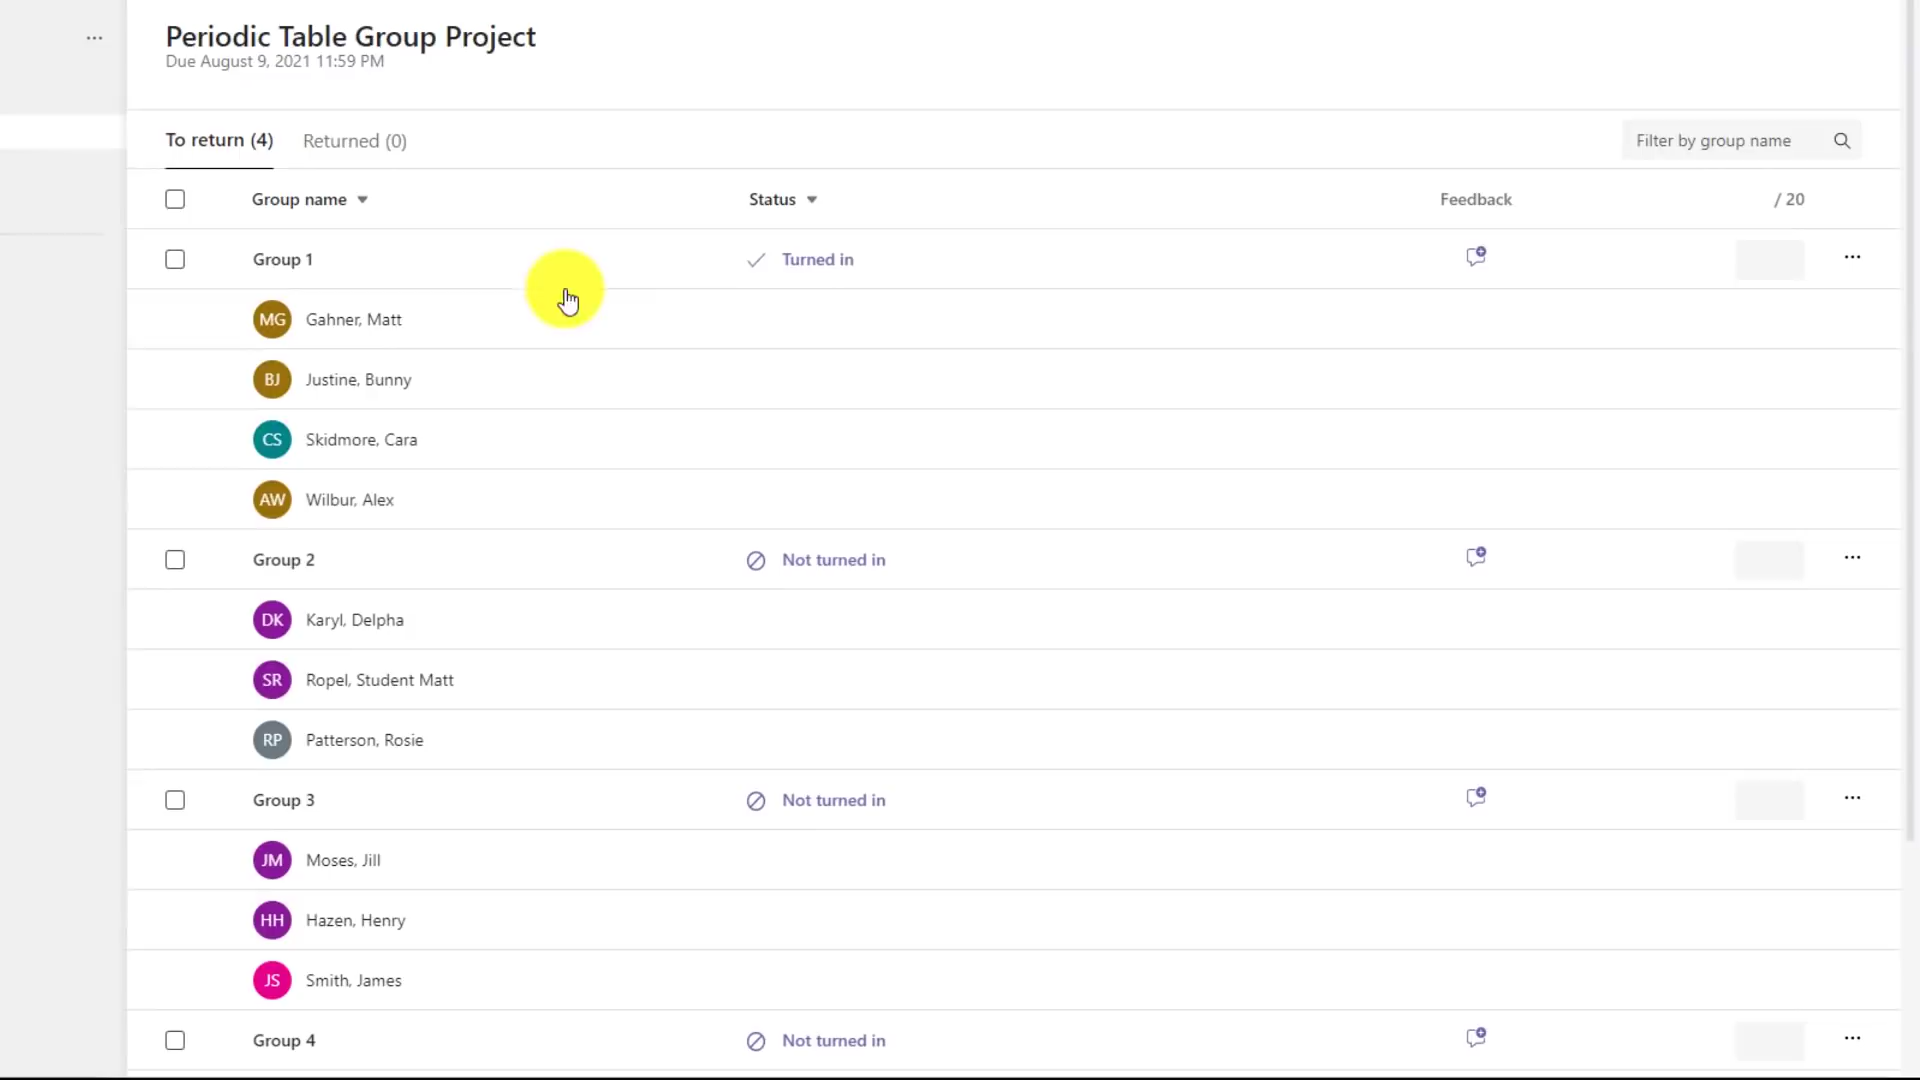 Periodic Table Group Project
Due August 9, 2021 11:59 PM
To return (4) Returned (0) Filter by group name
Group name Status Feedback / 20
Group 1 Turned in
MG Gahner, Matt
BJ Justine, Bunny
CS Skidmore, Cara
AW Wilbur, Alex
Group 2 Not turned in
DK Karyl, Delpha
SR Ropel, Student Matt
RP Patterson, Rosie
Group 3 Not turned in
JM Moses, Jill
HH Hazen, Henry
JS Smith, James
Group 4 Not turned in